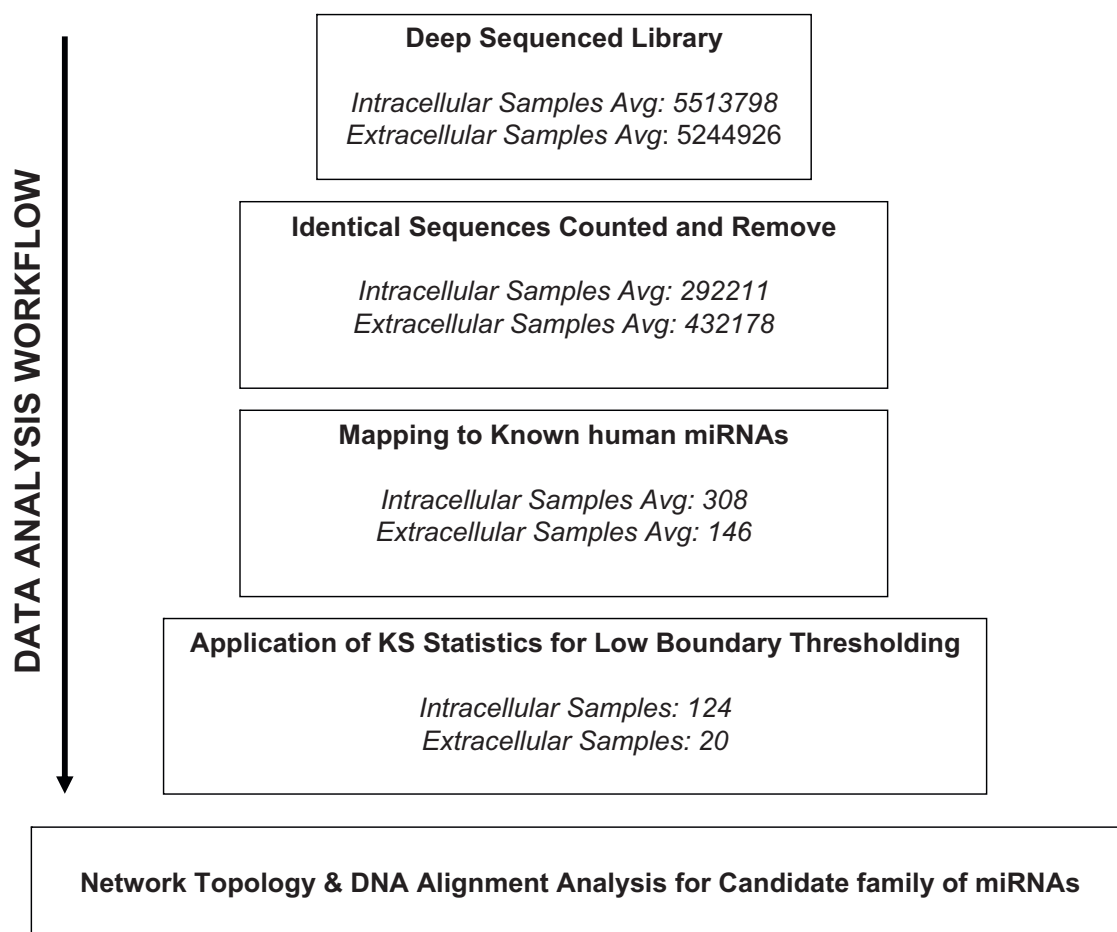 DATA ANALYSIS WORKFLOW
Deep Sequenced Library
Intracellular Samples Avg: 5513798
Extracellular Samples Avg: 5244926
Identical Sequences Counted and Remove
Intracellular Samples Avg: 292211
Extracellular Samples Avg: 432178
Mapping to Known human miRNAs
Intracellular Samples Avg: 308
Extracellular Samples Avg: 146
Application of KS Statistics for Low Boundary Thresholding
Intracellular Samples: 124
Extracellular Samples: 20
Network Topology & DNA Alignment Analysis for Candidate family of miRNAs